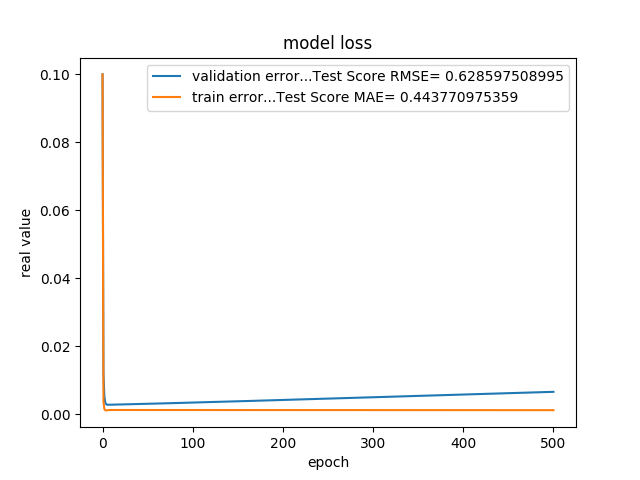 model loss
validation error...Test Score RMSE= 0.628597508995
train error...Test Score MAE= 0.443770975359
real value
0.10
0.08
0.06
0.04
0.02
0.00
0 100 200 300 400 500
epoch